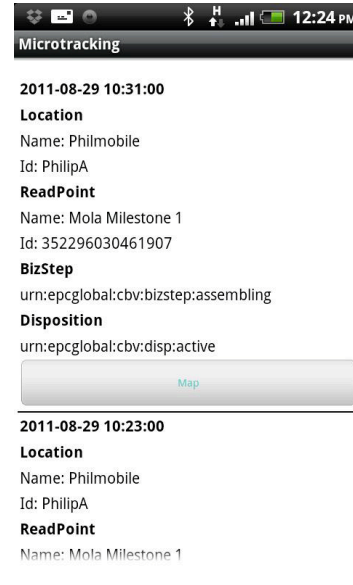 H
12:24 PM
Microtracking
2011-08-29 10:31:00
Location
Name: Philmobile
Id: PhilipA
ReadPoint
Name: Mola Milestone 1
Id: 352296030461907
BizStep
urn:epcglobal:cbv:bizstep:assembling
Disposition
urn:epcglobal:cbv:disp:active
Map
2011-08-29 10:23:00
Location
Name: Philmobile
Id: PhilipA
ReadPoint
Name: Mola Milestone 1